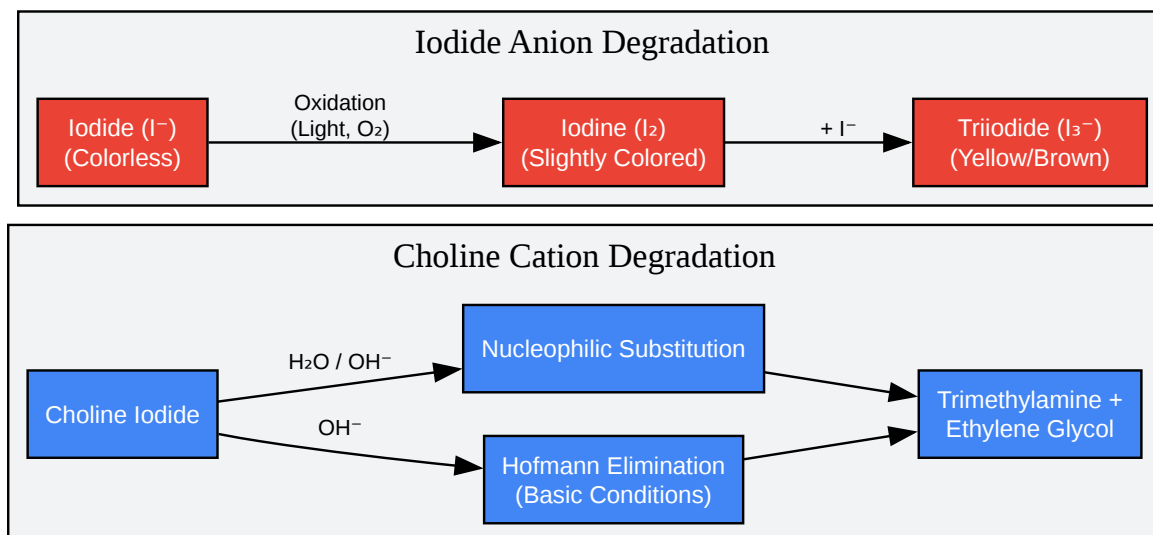 Iodide Anion Degradation
Iodide (I⁻)
(Colorless)
Oxidation
(Light, O₂)
Iodine (I₂)
(Slightly Colored)
+ I⁻
Triiodide (I₃⁻)
(Yellow/Brown)
Choline Cation Degradation
Choline Iodide
H₂O / OH⁻
OH⁻
Nucleophilic Substitution
Hofmann Elimination
(Basic Conditions)
Trimethylamine +
Ethylene Glycol